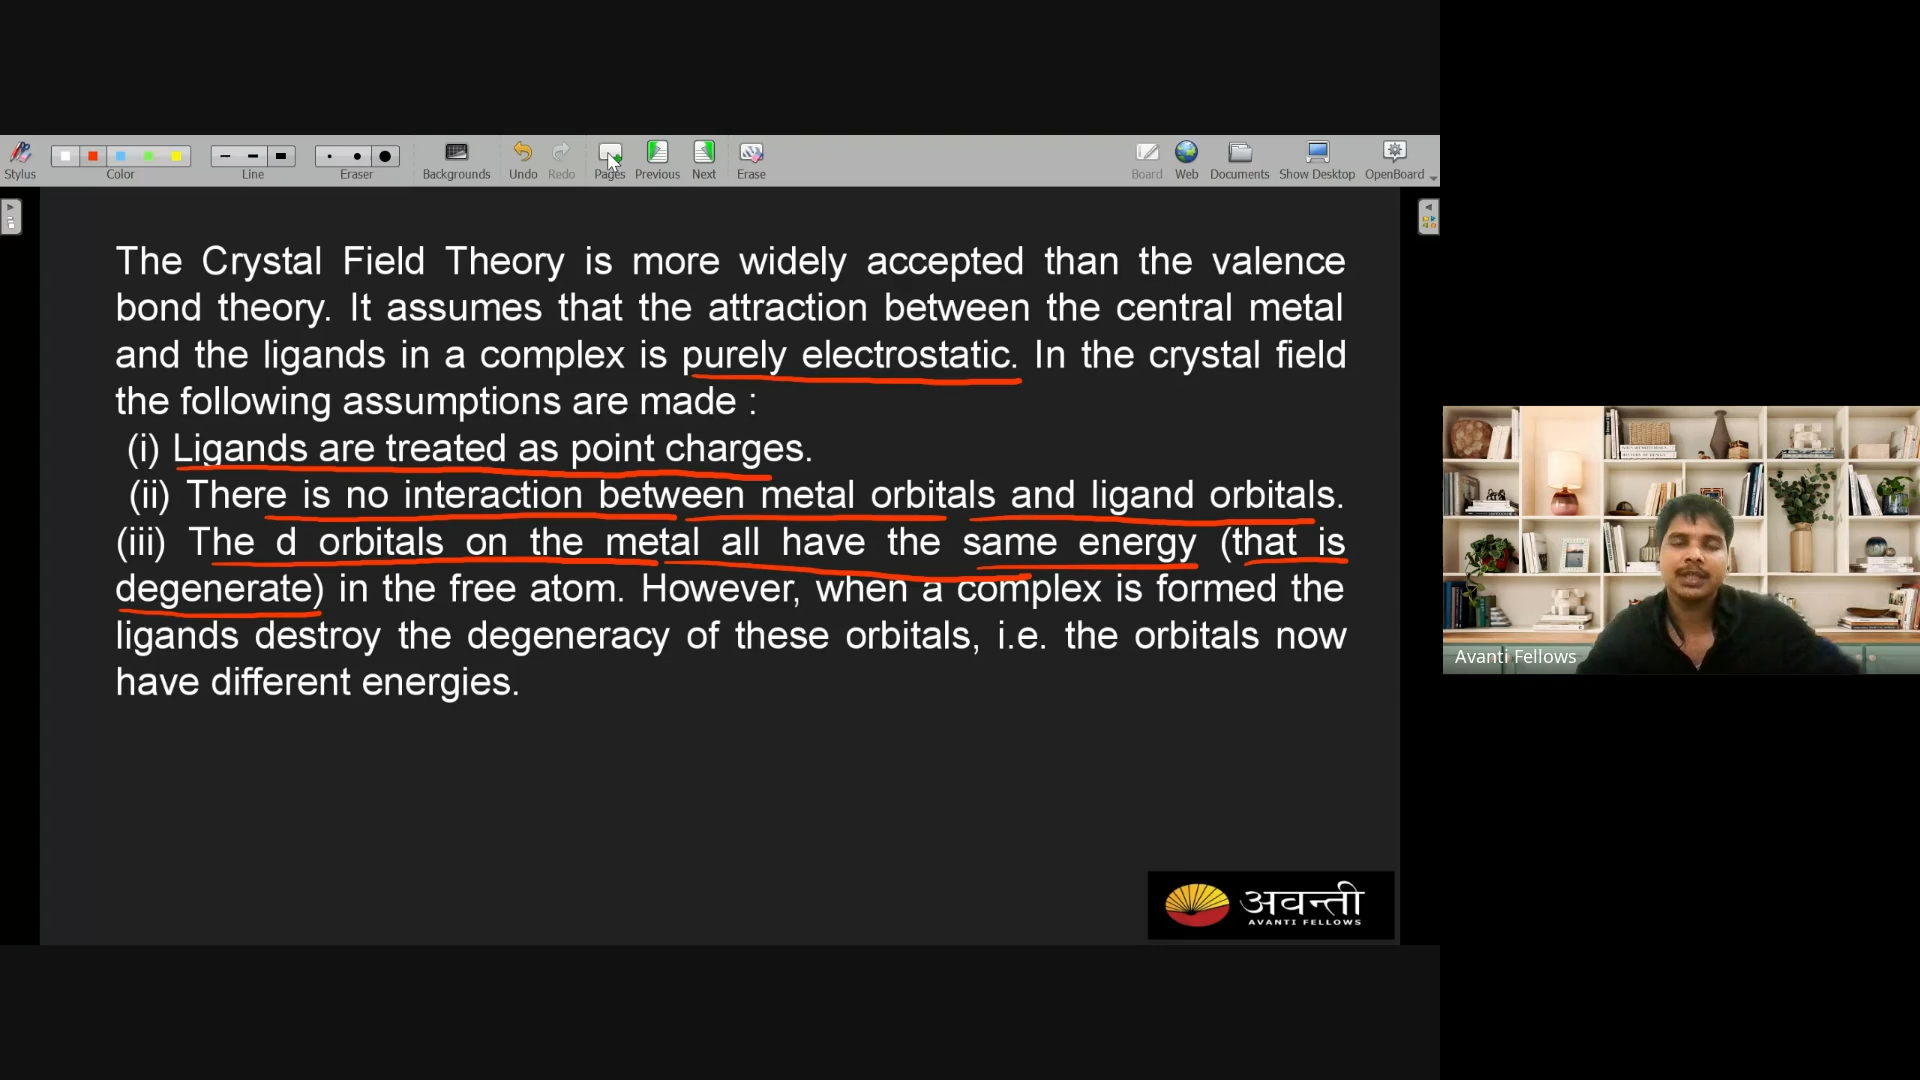 Stylus
Color
Line
Eraser
Backgrounds
Undo
Redo
Pages
Previous
Next
Erase
Board
Web
Documents
Show Desktop
OpenBoard
The Crystal Field Theory is more widely accepted than the valence
bond theory. It assumes that the attraction between the central metal
and the ligands in a complex is purely electrostatic. In the crystal field
the following assumptions are made :
(i) Ligands are treated as point charges.
(ii) There is no interaction between metal orbitals and ligand orbitals.
(iii) The d orbitals on the metal all have the same energy (that is
degenerate) in the free atom. However, when a complex is formed the
ligands destroy the degeneracy of these orbitals, i.e. the orbitals now
have different energies.
अवन्ती
AVANTI FELLOWS
Avanti Fellows